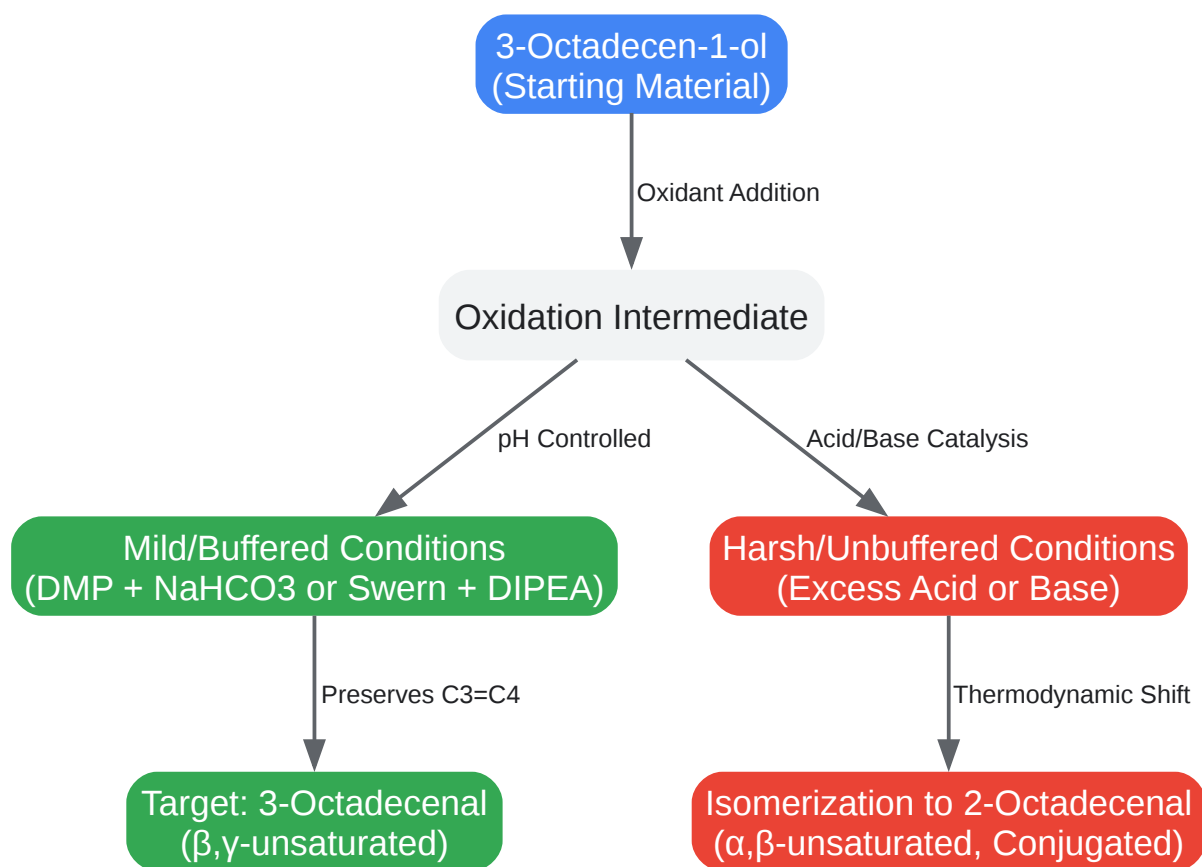 3-Octadecen-1-ol
(Starting Material)
Oxidant Addition
Oxidation Intermediate
pH Controlled
Acid/Base Catalysis
Mild/Buffered Conditions
(DMP + NaHCO3 or Swern + DIPEA)
Harsh/Unbuffered Conditions
(Excess Acid or Base)
Preserves C3=C4
Thermodynamic Shift
Target: 3-Octadecenal
(β,γ-unsaturated)
Isomerization to 2-Octadecenal
(α,β-unsaturated, Conjugated)